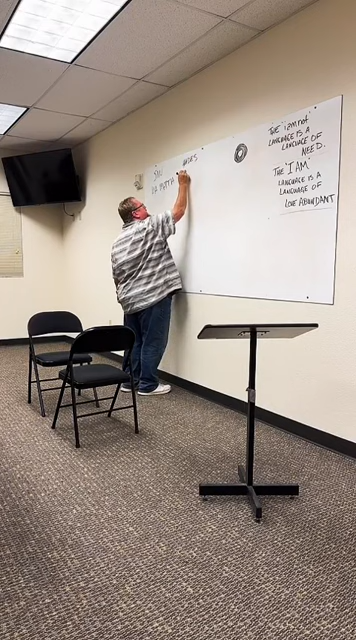 THE "I AM not"
LANGUAGE IS A
LANGUAGE OF
NEED.
THE "I AM"
LANGUAGE IS A
LANGUAGE OF
LOVE ABUNDANT